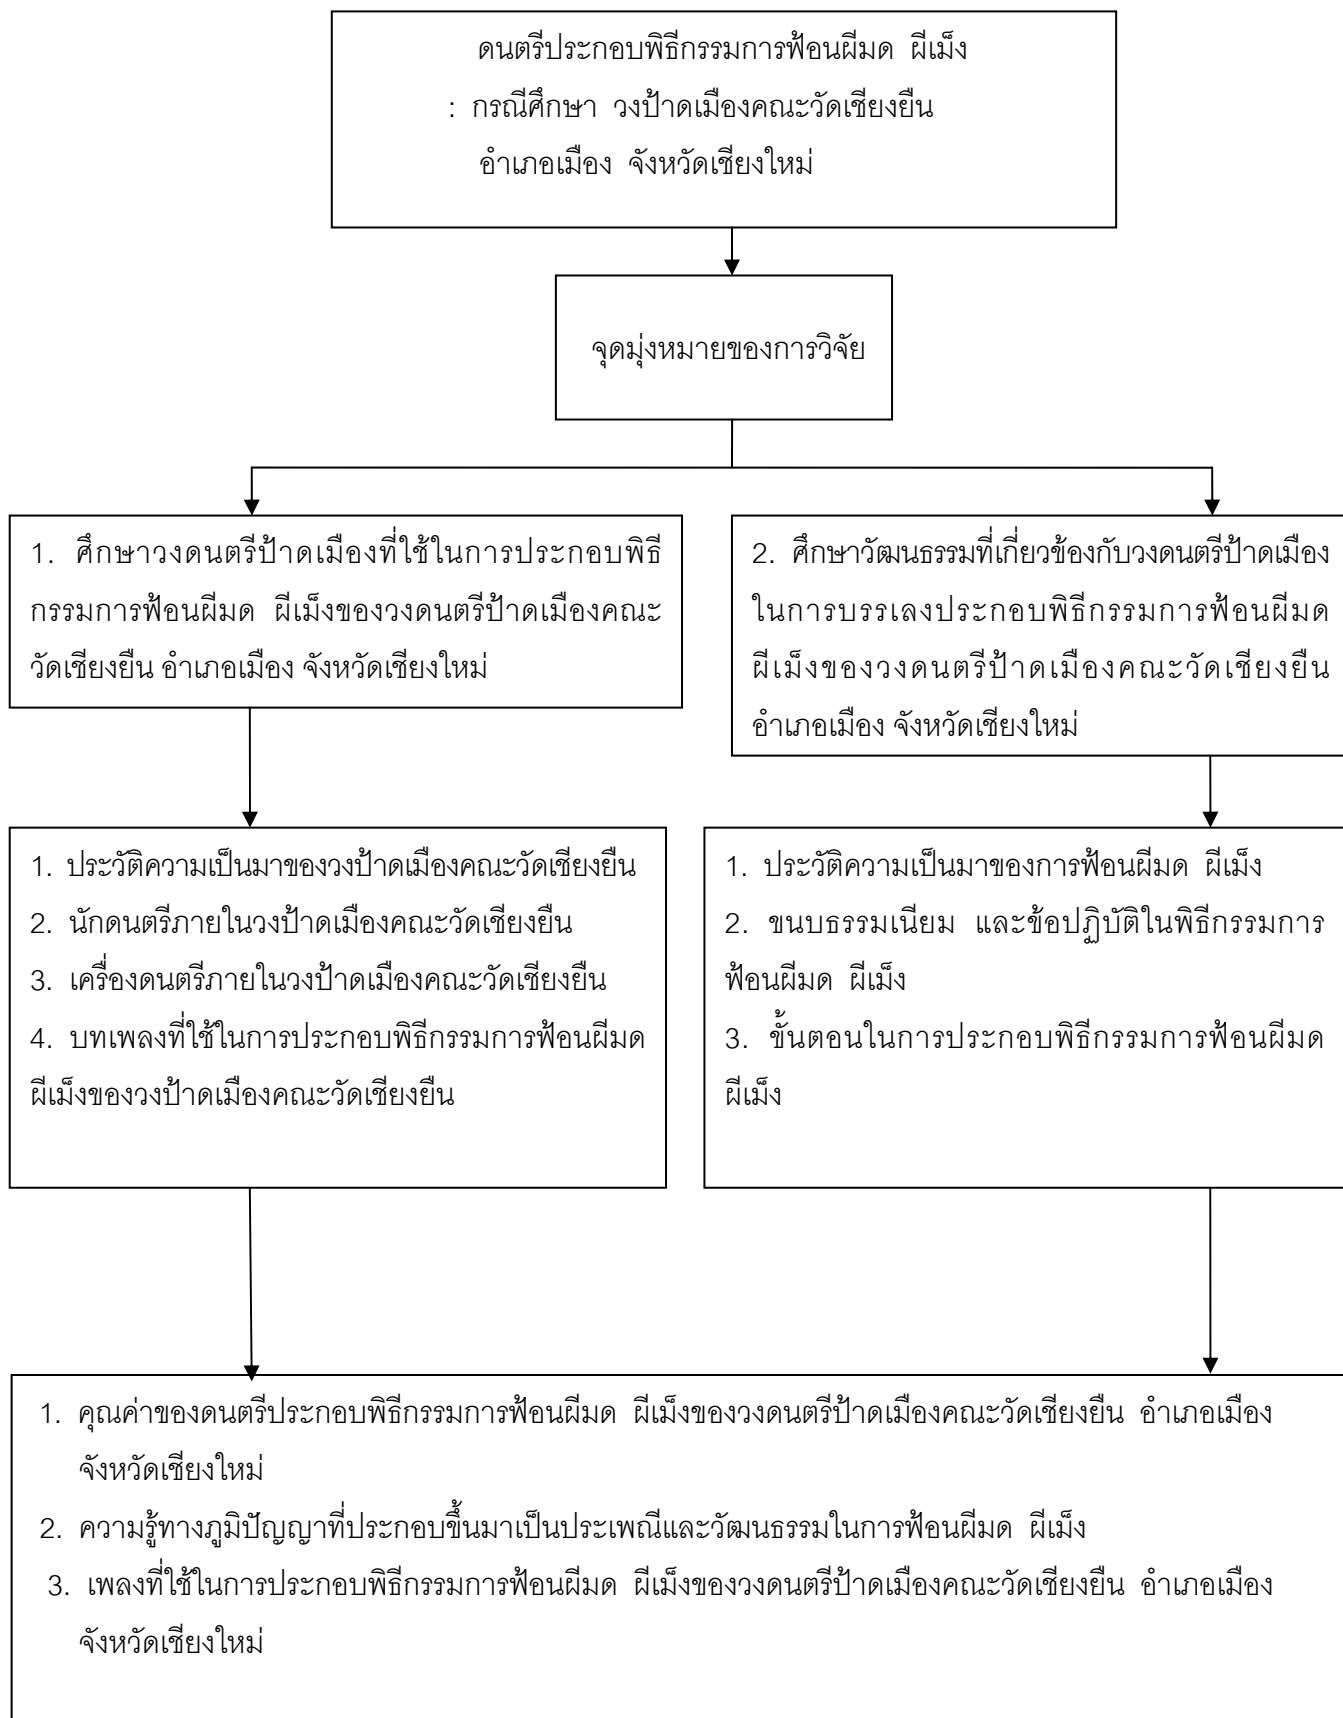 ดนตรีประกอบพิธีกรรมการฟ้อนผีมด ผีเม็ง
: กรณีศึกษา วงป้าดเมืองคณะวัดเชียงยืน
อำเภอเมือง จังหวัดเชียงใหม่
จุดมุ่งหมายของการวิจัย
1. ศึกษาวงดนตรีป้าดเมืองที่ใช้ในการประกอบพิธี
กรรมการฟ้อนผีมด ผีเม็งของวงดนตรีป้าดเมืองคณะ
วัดเชียงยืน อำเภอเมือง จังหวัดเชียงใหม่
2. ศึกษาวัฒนธรรมที่เกี่ยวข้องกับวงดนตรีป้าดเมือง
ในการบรรเลงประกอบพิธีกรรมการฟ้อนผีมด
ผีเม็งของวงดนตรีป้าดเมืองคณะวัดเชียงยืน
อำเภอเมือง จังหวัดเชียงใหม่
1. ประวัติความเป็นมาของวงป้าดเมืองคณะวัดเชียงยืน
2. นักดนตรีภายในวงป้าดเมืองคณะวัดเชียงยืน
3. เครื่องดนตรีภายในวงป้าดเมืองคณะวัดเชียงยืน
4. บทเพลงที่ใช้ในการประกอบพิธีกรรมการฟ้อนผีมด
ผีเม็งของวงป้าดเมืองคณะวัดเชียงยืน
1. ประวัติความเป็นมาของการฟ้อนผีมด ผีเม็ง
2. ขนบธรรมเนียม และข้อปฏิบัติในพิธีกรรมการ
ฟ้อนผีมด ผีเม็ง
3. ขั้นตอนในการประกอบพิธีกรรมการฟ้อนผีมด
ผีเม็ง
1. คุณค่าของดนตรีประกอบพิธีกรรมการฟ้อนผีมด ผีเม็งของวงดนตรีป้าดเมืองคณะวัดเชียงยืน อำเภอเมือง
จังหวัดเชียงใหม่
2. ความรู้ทางภูมิปัญญาที่ประกอบขึ้นมาเป็นประเพณีและวัฒนธรรมในการฟ้อนผีมด ผีเม็ง
3. เพลงที่ใช้ในการประกอบพิธีกรรมการฟ้อนผีมด ผีเม็งของวงดนตรีป้าดเมืองคณะวัดเชียงยืน อำเภอเมือง
จังหวัดเชียงใหม่